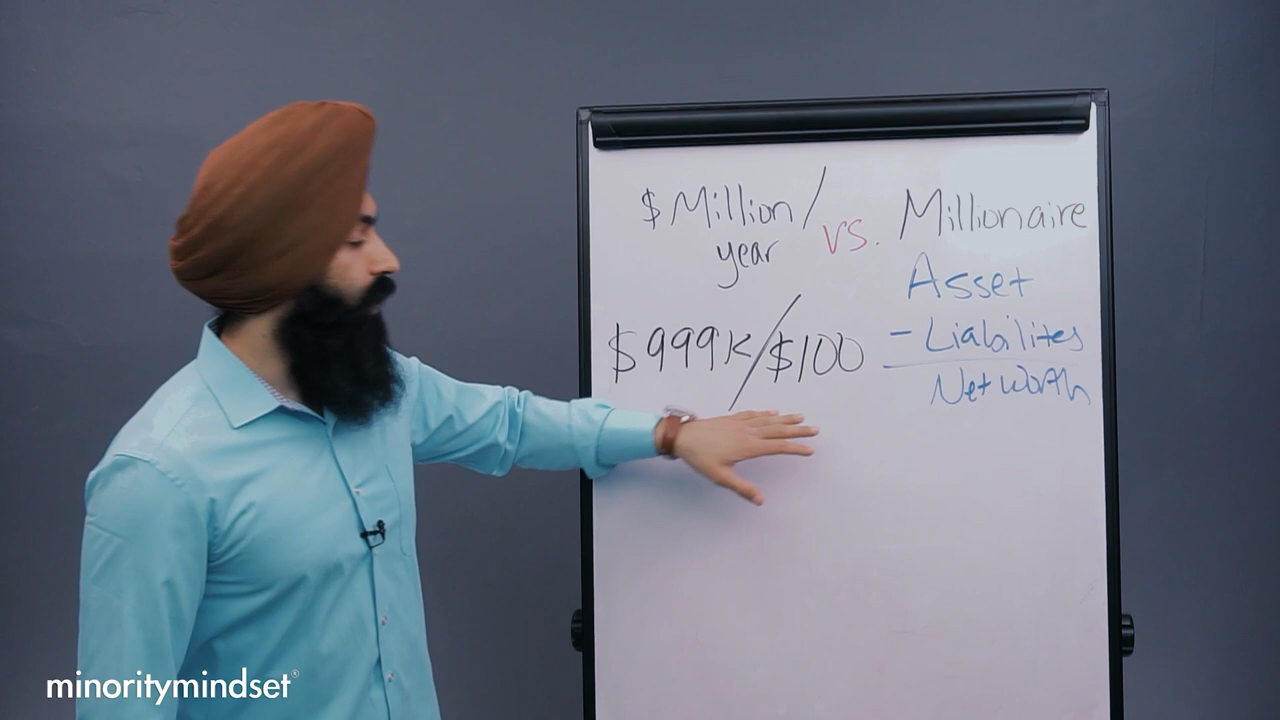 $ Million/
year
vs.
Millionaire
Asset
- Liabilites
Net Worth
$999K/$100
minoritymindset®